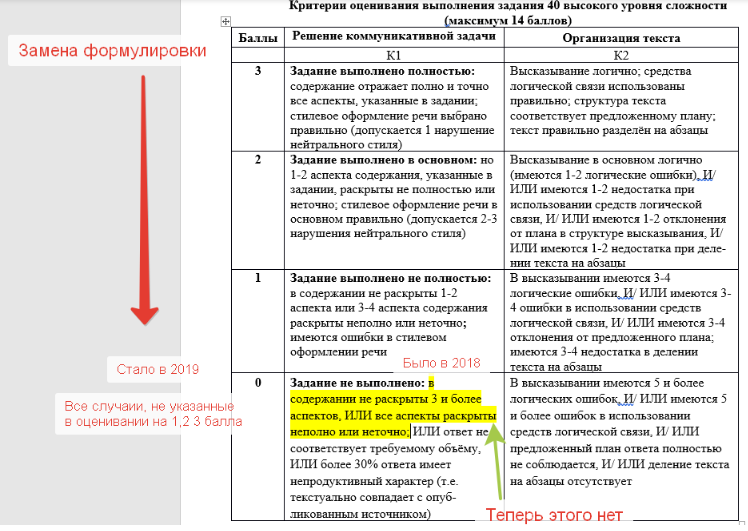 Критерии оценивания выполнения задания 40 высокого уровня сложности
(максимум 14 баллов)
Замена формулировки
Баллы
Решение коммуникативной задачи
Организация текста
К1
К2
3
Задание выполнено полностью:
содержание отражает полно и точно
все аспекты, указанные в задании;
стилевое оформление речи выбрано
правильно (допускается 1 нарушение
нейтрального стиля)
Высказывание логично; средства
логической связи использованы
правильно; структура текста
соответствует предложенному плану;
текст правильно разделён на абзацы
2
Задание выполнено в основном: но
1-2 аспекта содержания, указанные в
задании, раскрыты не полностью или
неточно; стилевое оформление речи в
основном правильно (допускается 2-3
нарушения нейтрального стиля)
Высказывание в основном логично
(имеются 1-2 логические ошибки), И/
ИЛИ имеются 1-2 недостатка при
использовании средств логической
связи, И/ ИЛИ имеются 1-2 отклонения
от плана в структуре высказывания, И/
ИЛИ имеются 1-2 недостатка при деле-
нии текста на абзацы
1
Задание выполнено не полностью:
в содержании не раскрыты 1-2
аспекта или 3-4 аспекта содержания
раскрыты неполно или неточно;
имеются ошибки в стилевом
оформлении речи
Было в 2018
В высказывании имеются 3-4
логические ошибки, И/ ИЛИ имеются 3-
4 ошибки в использовании средств
логической связи, И/ ИЛИ имеются 3-4
отклонения от предложенного плана;
имеются 3-4 недостатка в делении
текста на абзацы
Стало в 2019
Все случаии, не указанные
в оценивании на 1,2 3 балла
0
Задание не выполнено: в
содержании не раскрыты 3 и более
аспектов, ИЛИ все аспекты раскрыты
неполно или неточно; ИЛИ ответ не
соответствует требуемому объёму,
ИЛИ более 30% ответа имеет
непродуктивный характер (т.е.
текстуально совпадает с опуб-
ликованным источником)
В высказывании имеются 5 и более
логических ошибок, И/ ИЛИ имеются 5
и более ошибок в использовании
средств логической связи, И/ ИЛИ
предложенный план ответа полностью
не соблюдается, И/ ИЛИ деление текста
на абзацы отсутствует
Теперь этого нет